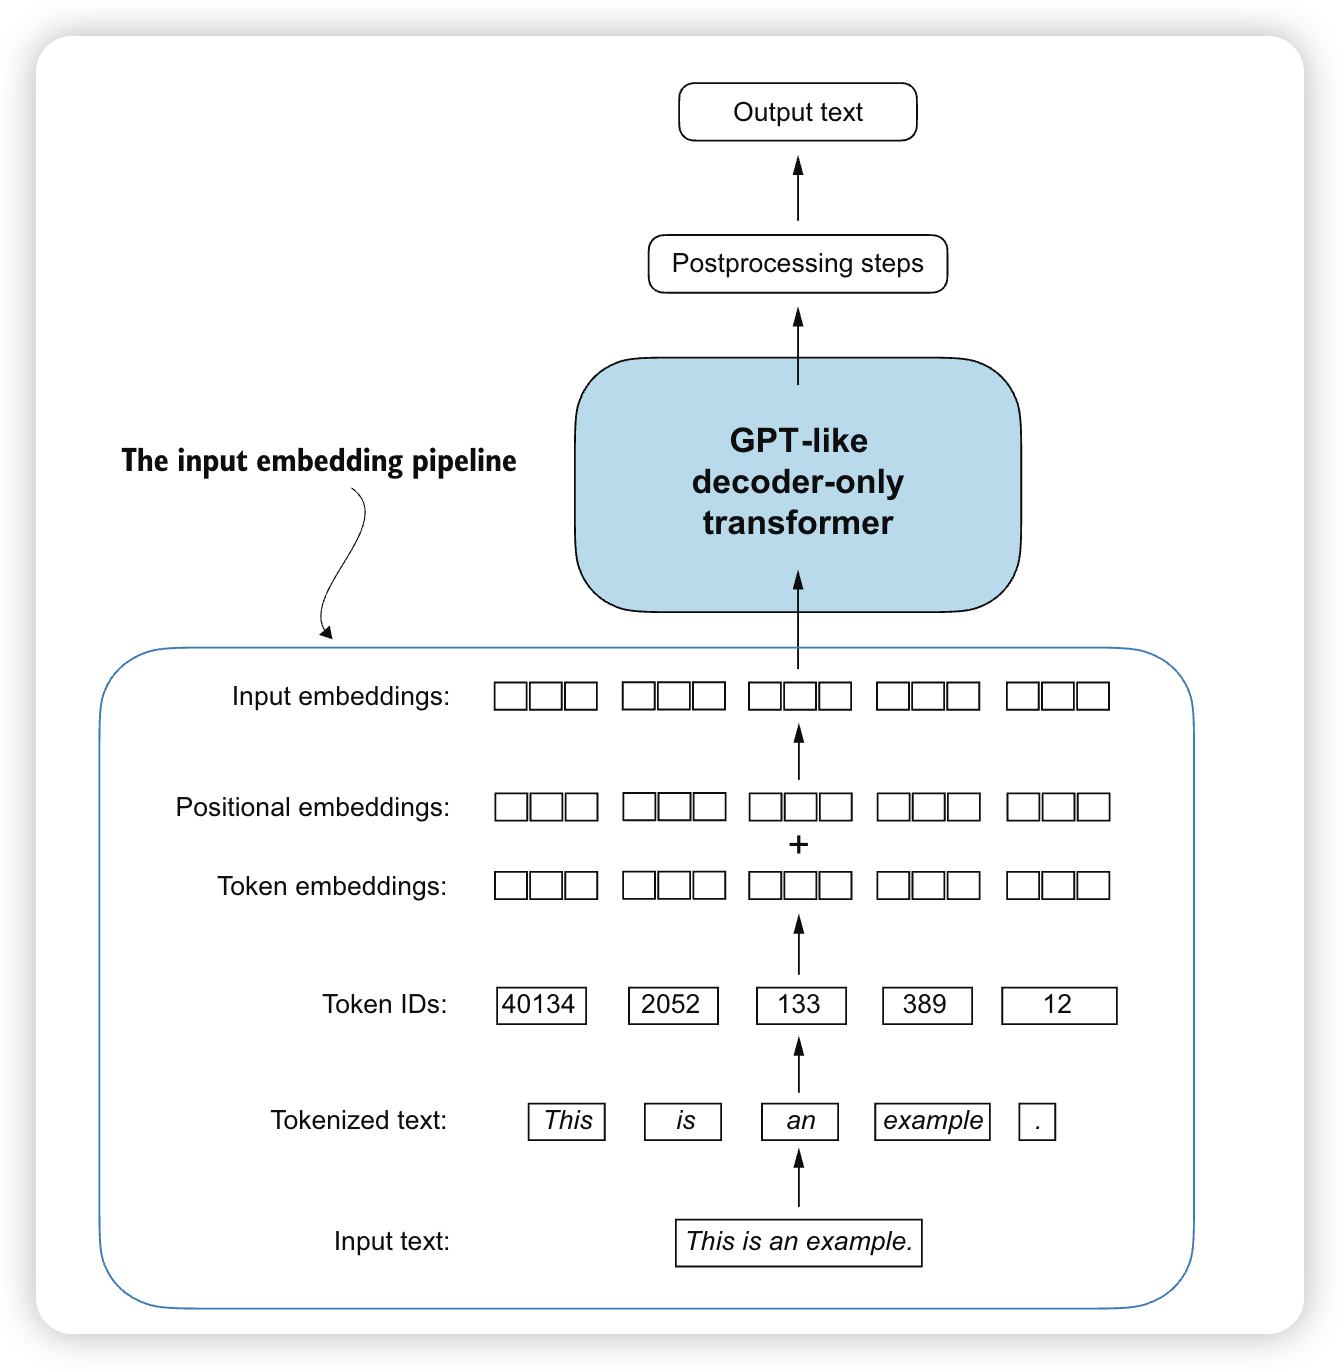 Output text
Postprocessing steps
GPT-like
decoder-only
transformer
The input embedding pipeline
Input embeddings:
Positional embeddings:
+
Token embeddings:
Token IDs: 40134 2052 133 389 12
Tokenized text: This is an example .
Input text: This is an example.